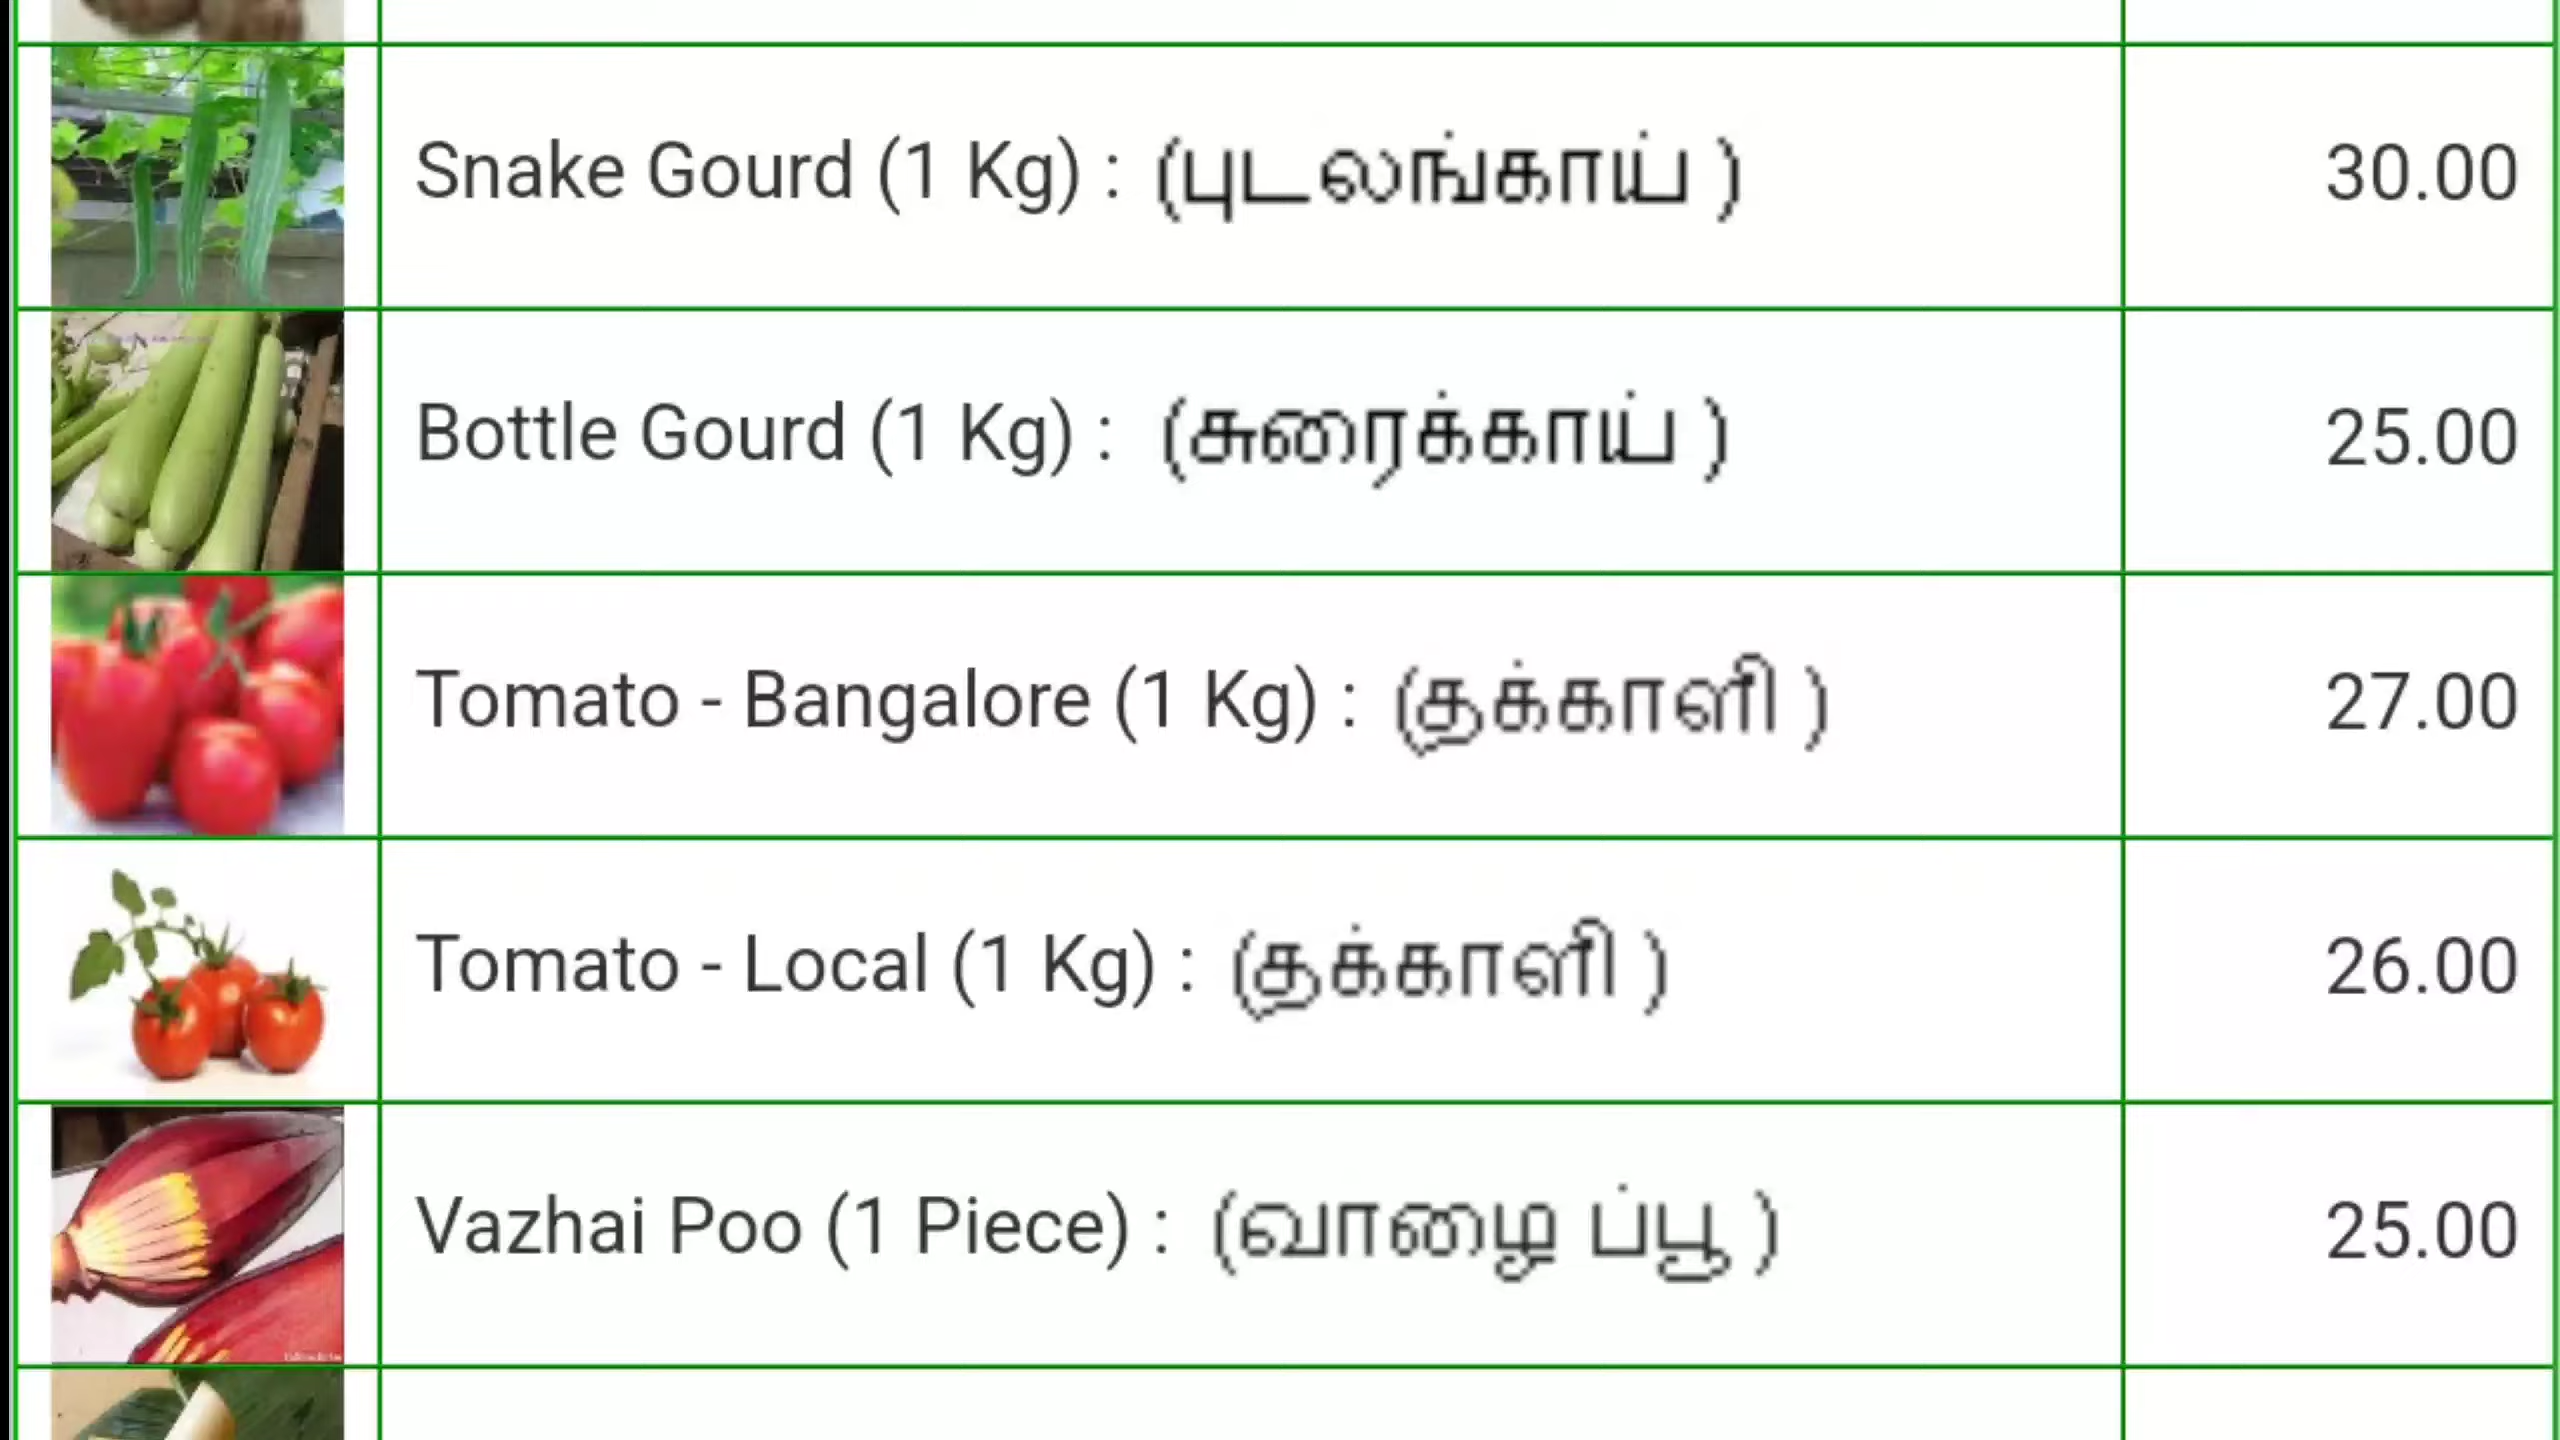 Snake Gourd (1 Kg) : (புடலங்காய் ) 30.00
Bottle Gourd (1 Kg) : (சுரைக்காய் ) 25.00
Tomato - Bangalore (1 Kg) : (தக்காளி ) 27.00
Tomato - Local (1 Kg) : (தக்காளி ) 26.00
Vazhai Poo (1 Piece) : (வாழை ப்பூ ) 25.00